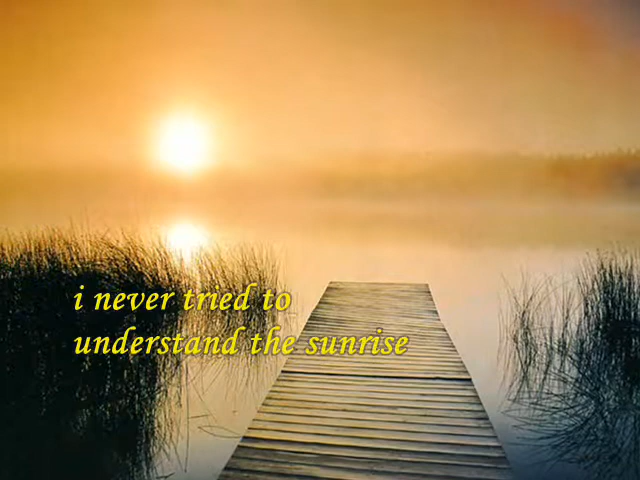 i never tried to
understand the sunrise